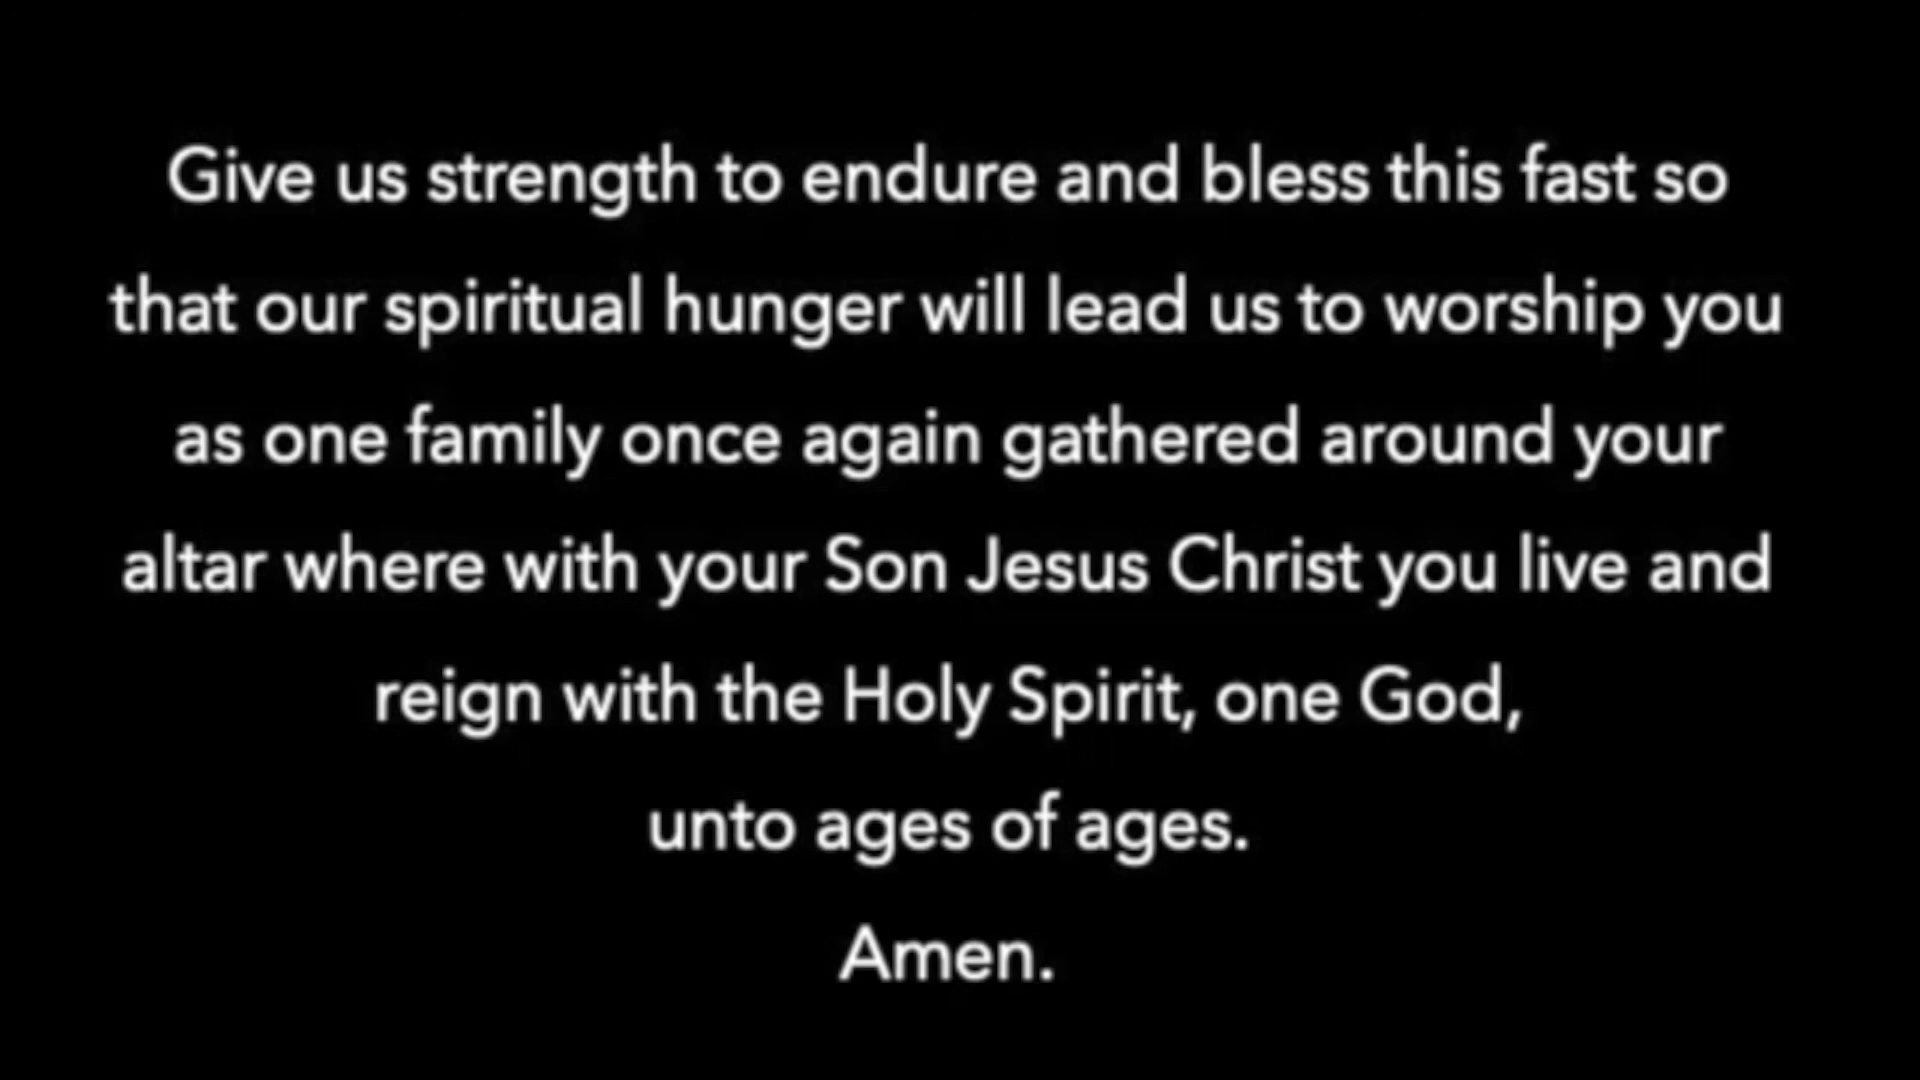 Give us strength to endure and bless this fast so
that our spiritual hunger will lead us to worship you
as one family once again gathered around your
altar where with your Son Jesus Christ you live and
reign with the Holy Spirit, one God,
unto ages of ages.
Amen.